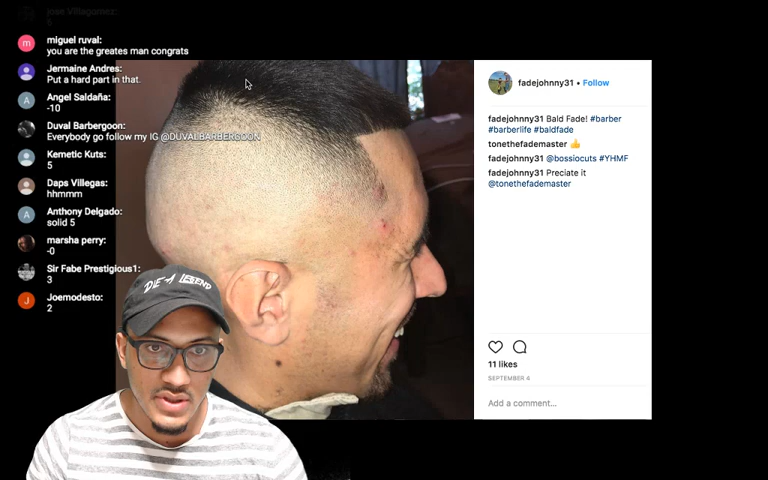 Jose Villagomez:
6
miguel ruval:
you are the greates man congrats
Jermaine Andres:
Put a hard part in that.
Angel Saldaña:
-10
Duval Barbergoon:
Everybody go follow my IG @DUVALBARBERGOON
Kemetic Kuts:
5
Daps Villegas:
hhmmm
Anthony Delgado:
solid 5
marsha perry:
-0
Sir Fabe Prestigious1:
3
Joemodesto:
2
DIE A LEGEND
fadejohnny31 • Follow
fadejohnny31 Bald Fade! #barber
#barberlife #baldfade
tonethefademaster 👍
fadejohnny31 @bossiocuts #YHMF
fadejohnny31 Preciate it
@tonethefademaster
11 likes
SEPTEMBER 4
Add a comment...